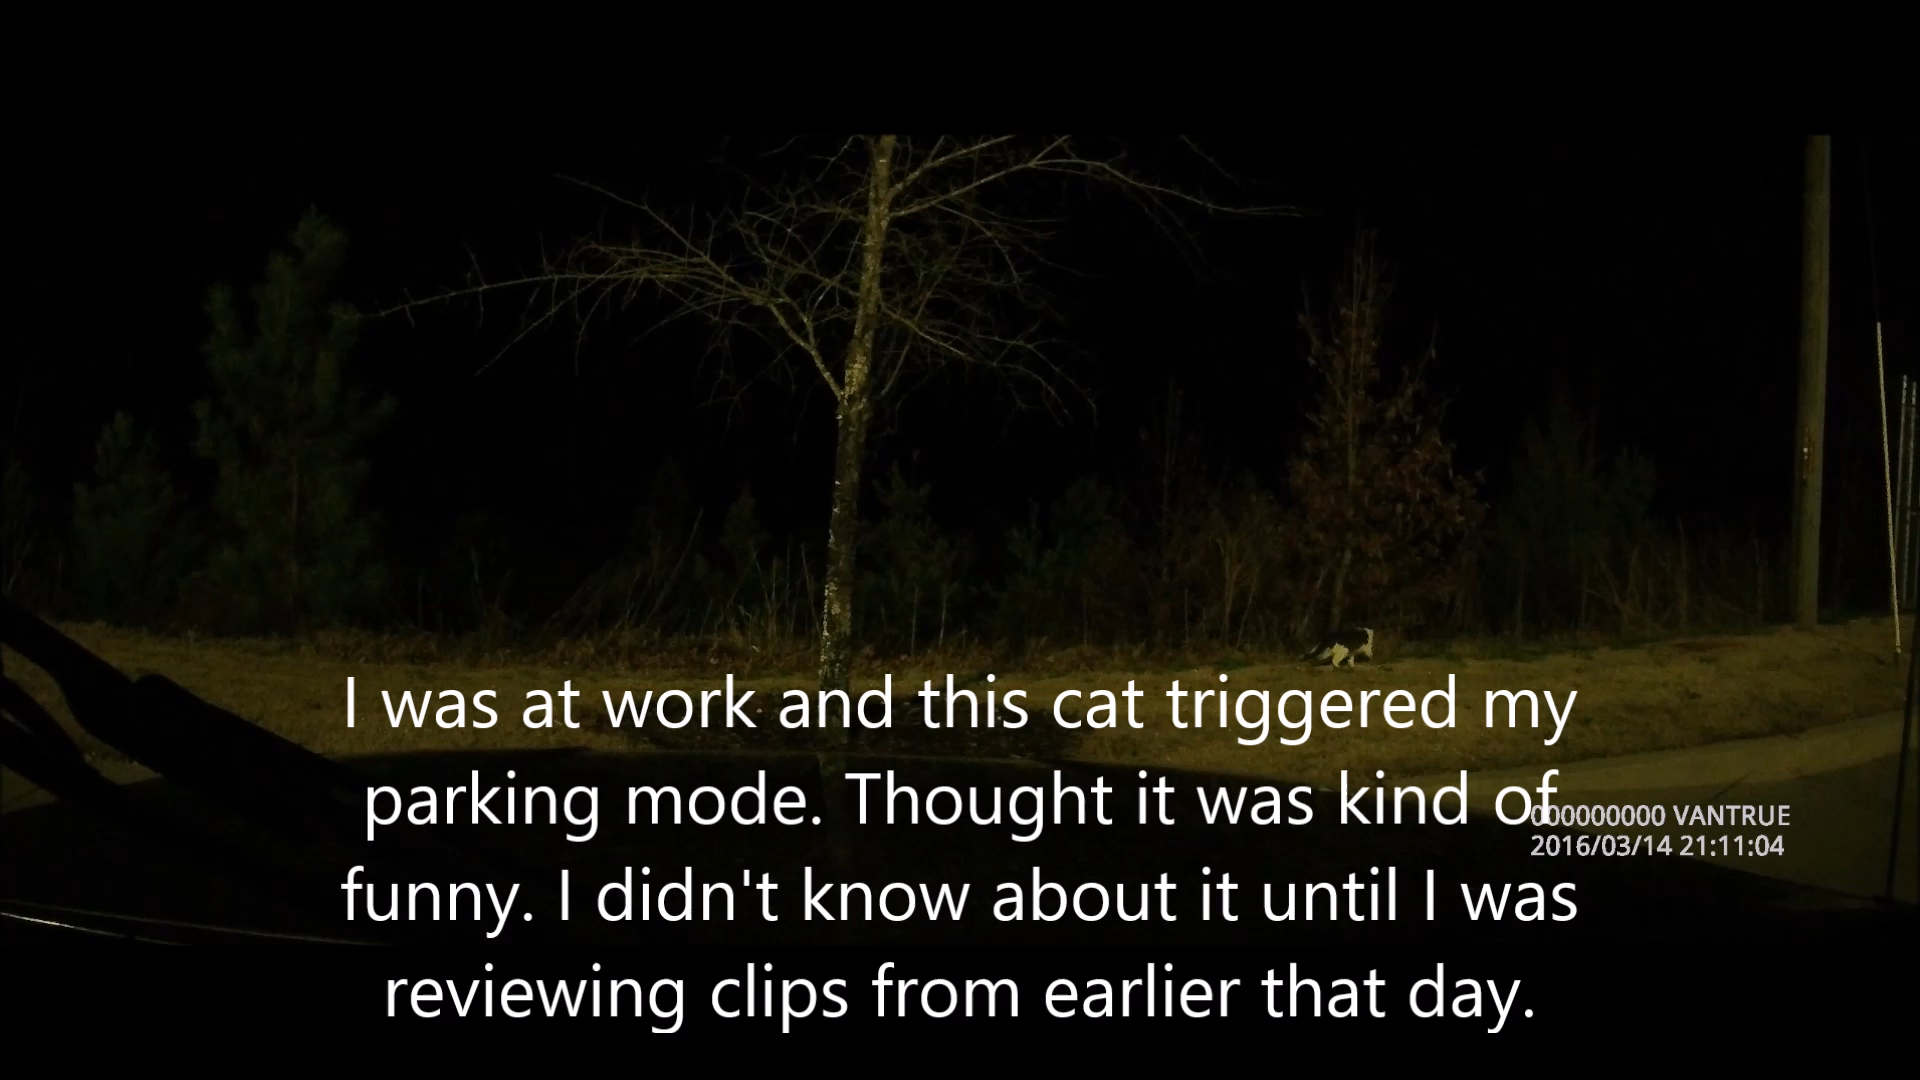 I was at work and this cat triggered my
parking mode. Thought it was kind of
000000000 VANTRUE
2016/03/14 21:11:04
funny. I didn't know about it until I was
reviewing clips from earlier that day.